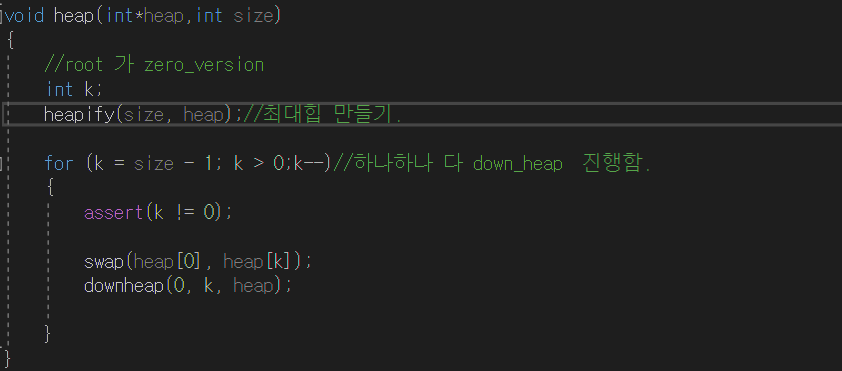 void heap(int*heap,int size)
{
//root 가 zero_version
int k;
heapify(size, heap);//최대힙 만들기.
for (k = size - 1; k > 0;k--)//하나하나 다 down_heap 진행함.
{
assert(k != 0);
swap(heap[0], heap[k]);
downheap(0, k, heap);
}
}